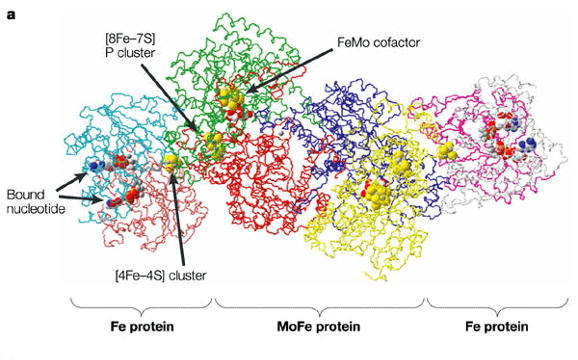 a
[8Fe–7S]
P cluster
FeMo cofactor
Bound
nucleotide
[4Fe–4S] cluster
Fe protein
MoFe protein
Fe protein